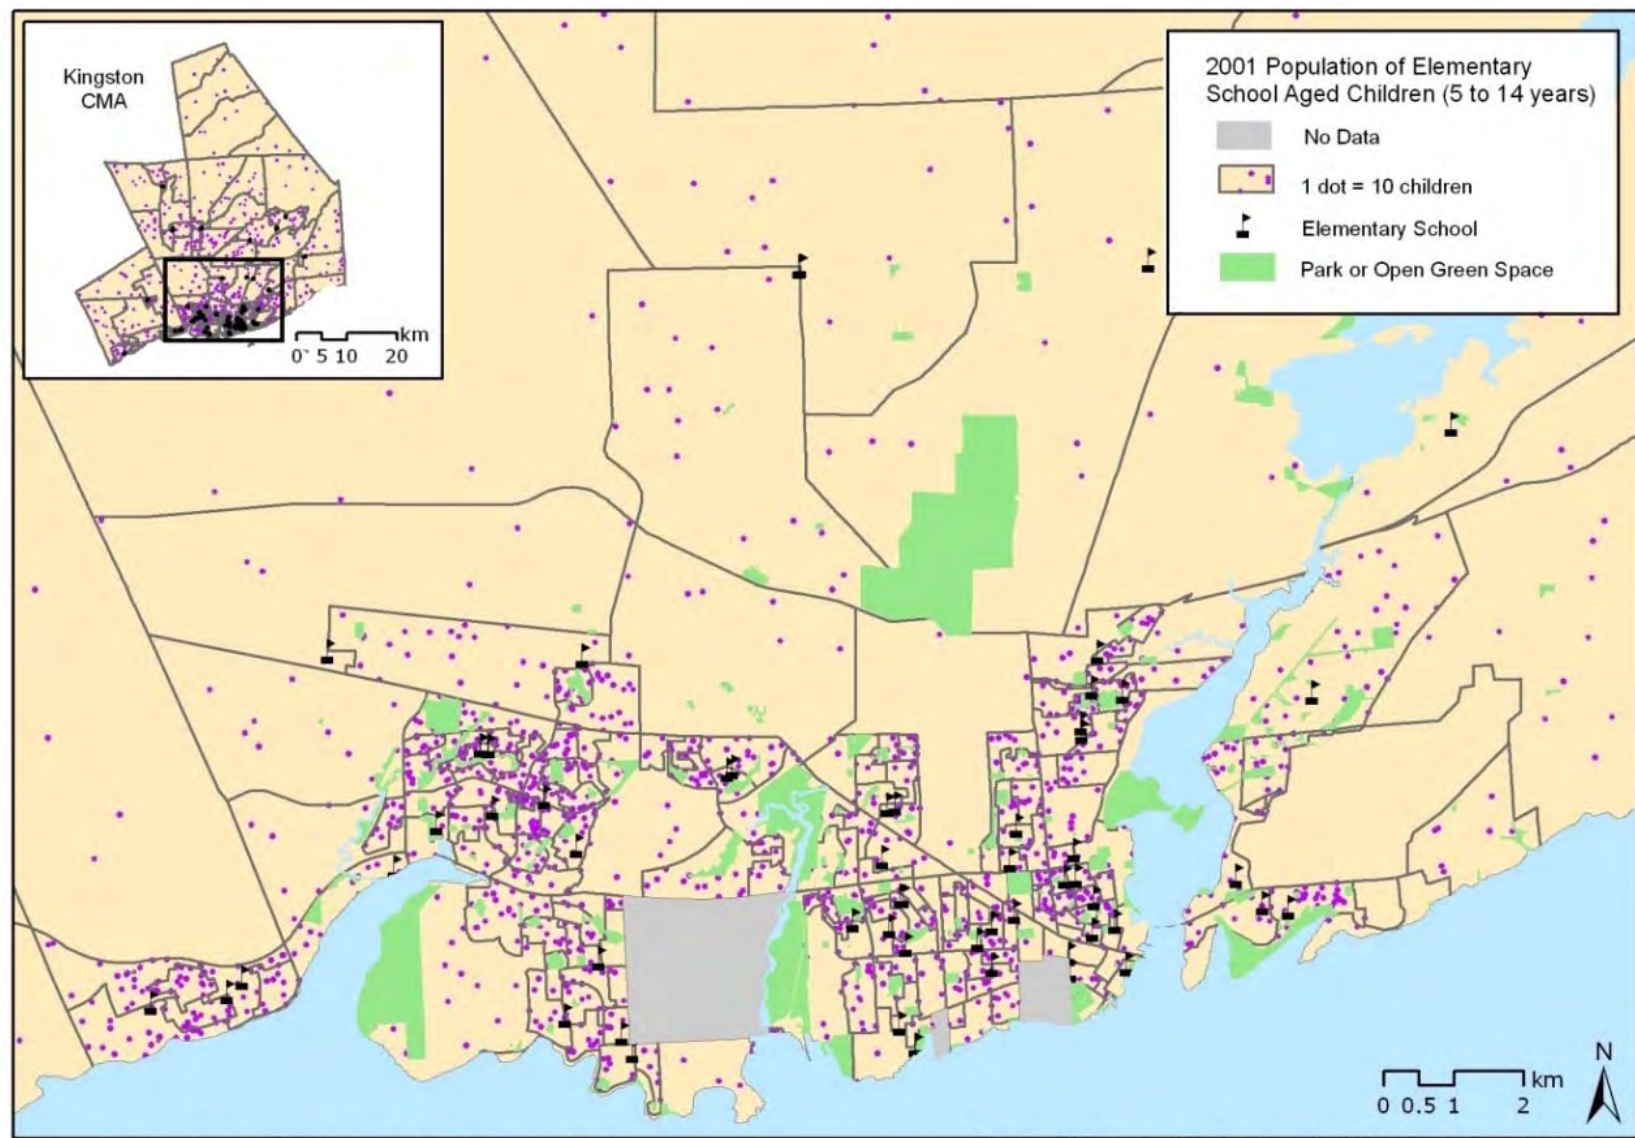 Kingston
CMA
km
0 5 10 20
2001 Population of Elementary
School Aged Children (5 to 14 years)
No Data
1 dot = 10 children
Elementary School
Park or Open Green Space
N
km
0 0.5 1 2